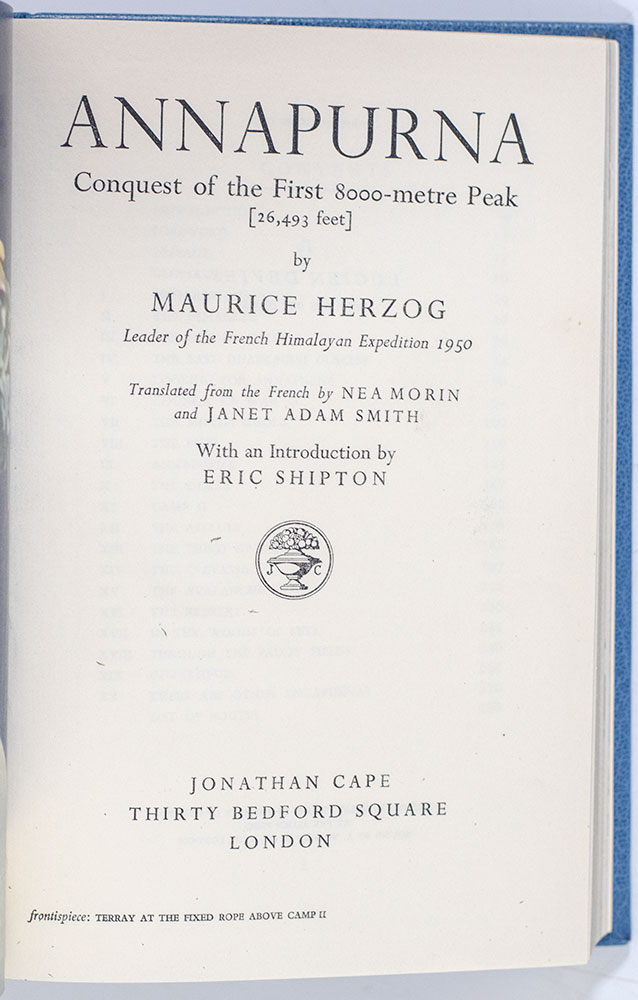 ANNAPURNA
Conquest of the First 8000-metre Peak
[26,493 feet]
by
MAURICE HERZOG
Leader of the French Himalayan Expedition 1950
Translated from the French by NEA MORIN
and JANET ADAM SMITH
With an Introduction by
ERIC SHIPTON
J C
JONATHAN CAPE
THIRTY BEDFORD SQUARE
LONDON
frontispiece: TERRAY AT THE FIXED ROPE ABOVE CAMP II